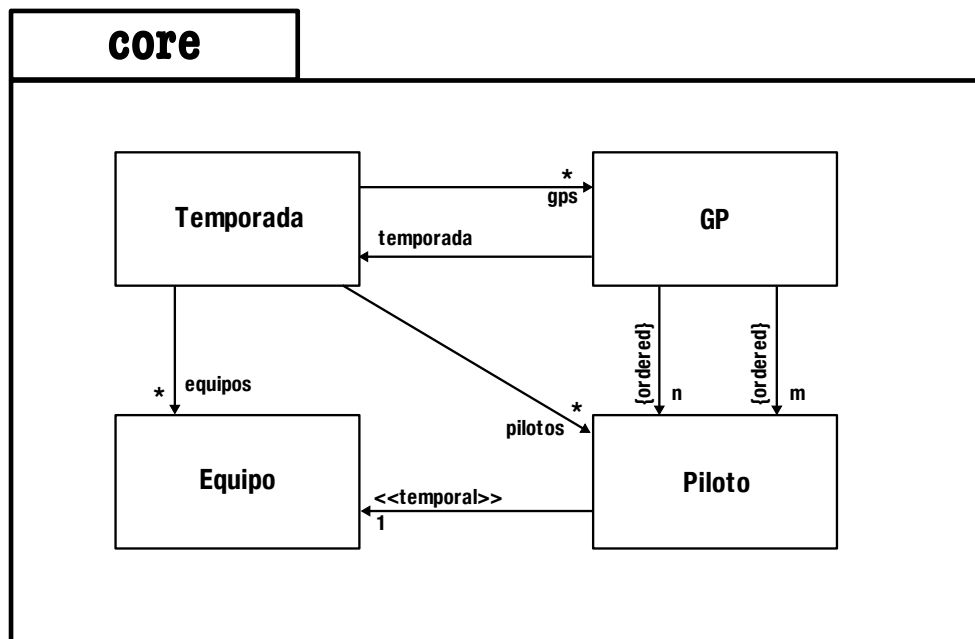 core
Temporada
*
gps
GP
temporada
{ordered}
n
{ordered}
m
* equipos
*
pilotos
Equipo
<<temporal>>
1
Piloto